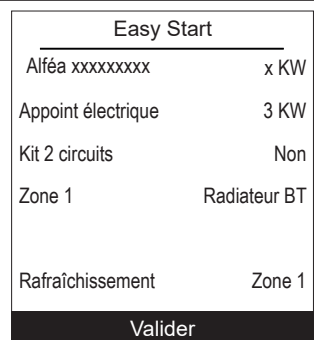 Easy Start
Alféa xxxxxxxxx x KW
Appoint électrique 3 KW
Kit 2 circuits Non
Zone 1 Radiateur BT
Rafraîchissement Zone 1
Valider